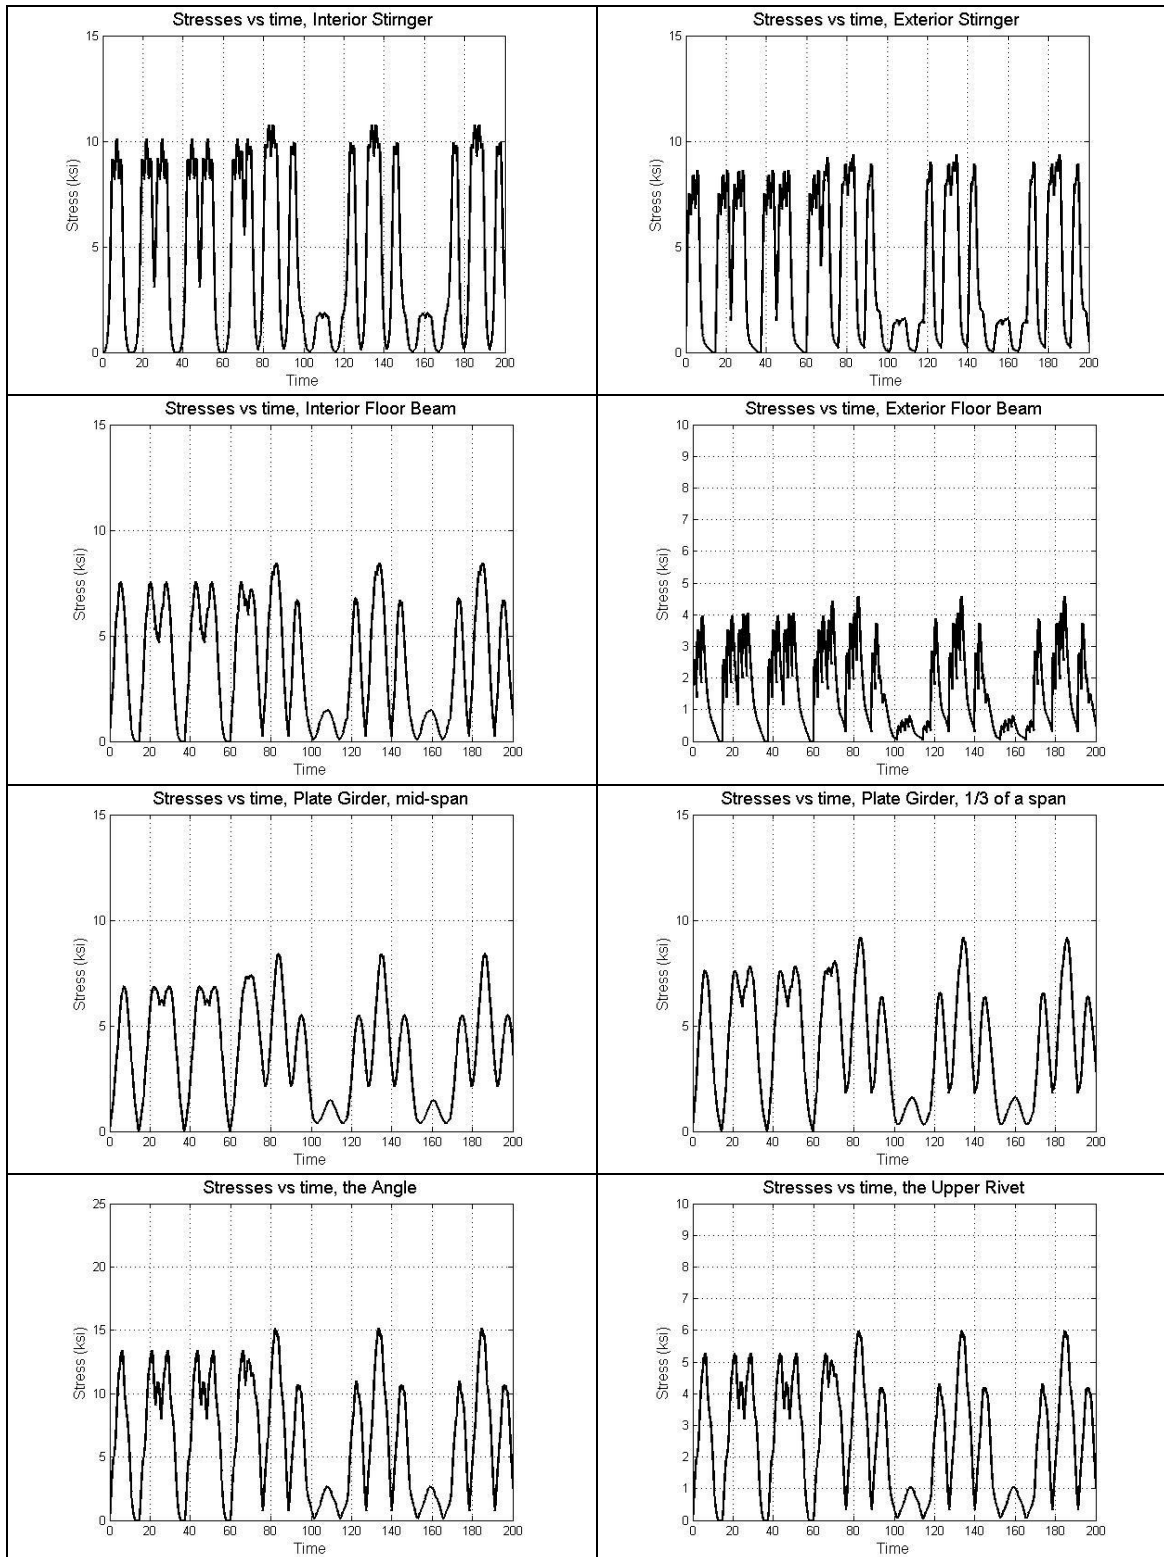 Stresses vs time, Interior Stirnger
15
10
5
0
Stress (ksi)
0 20 40 60 80 100 120 140 160 180 200
Time
Stresses vs time, Exterior Stirnger
15
10
5
0
Stress (ksi)
0 20 40 60 80 100 120 140 160 180 200
Time
Stresses vs time, Interior Floor Beam
15
10
5
0
Stress (ksi)
0 20 40 60 80 100 120 140 160 180 200
Time
Stresses vs time, Exterior Floor Beam
10
9
8
7
6
5
4
3
2
1
0
Stress (ksi)
0 20 40 60 80 100 120 140 160 180 200
Time
Stresses vs time, Plate Girder, mid-span
15
10
5
0
Stress (ksi)
0 20 40 60 80 100 120 140 160 180 200
Time
Stresses vs time, Plate Girder, 1/3 of a span
15
10
5
0
Stress (ksi)
0 20 40 60 80 100 120 140 160 180 200
Time
Stresses vs time, the Angle
25
20
15
10
5
0
Stress (ksi)
0 20 40 60 80 100 120 140 160 180 200
Time
Stresses vs time, the Upper Rivet
10
9
8
7
6
5
4
3
2
1
0
Stress (ksi)
0 20 40 60 80 100 120 140 160 180 200
Time